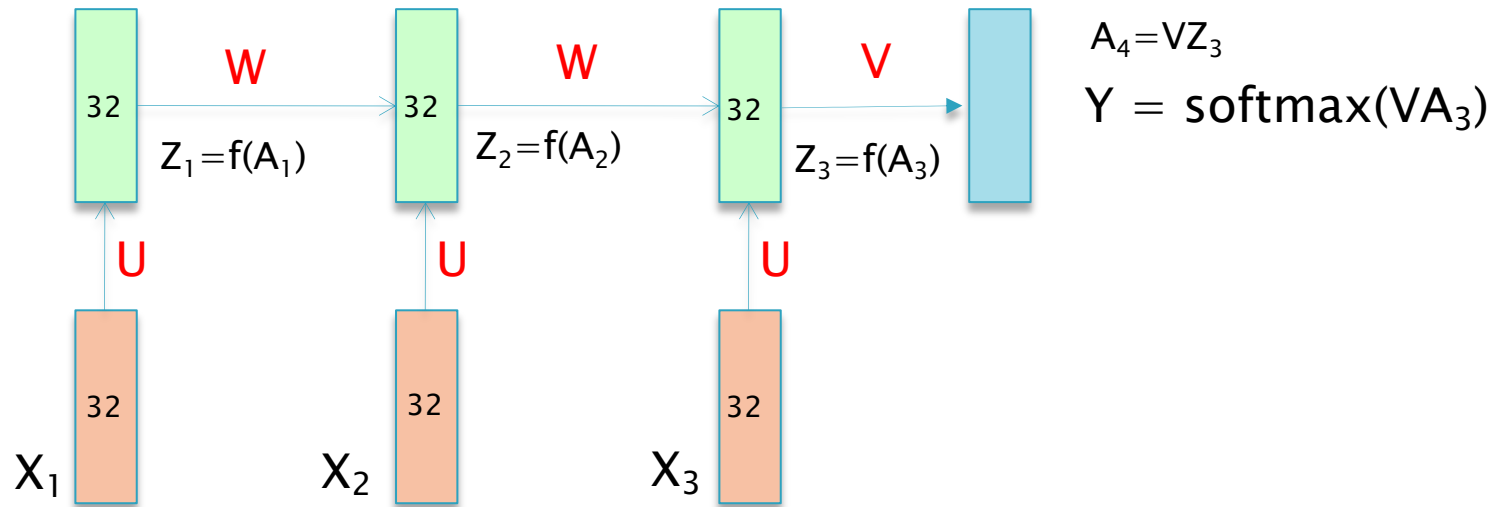 W
W
V
A₄=VZ₃
Y = softmax(VA₃)
32
32
32
Z₁=f(A₁)
Z₂=f(A₂)
Z₃=f(A₃)
U
U
U
32
32
32
X₁
X₂
X₃